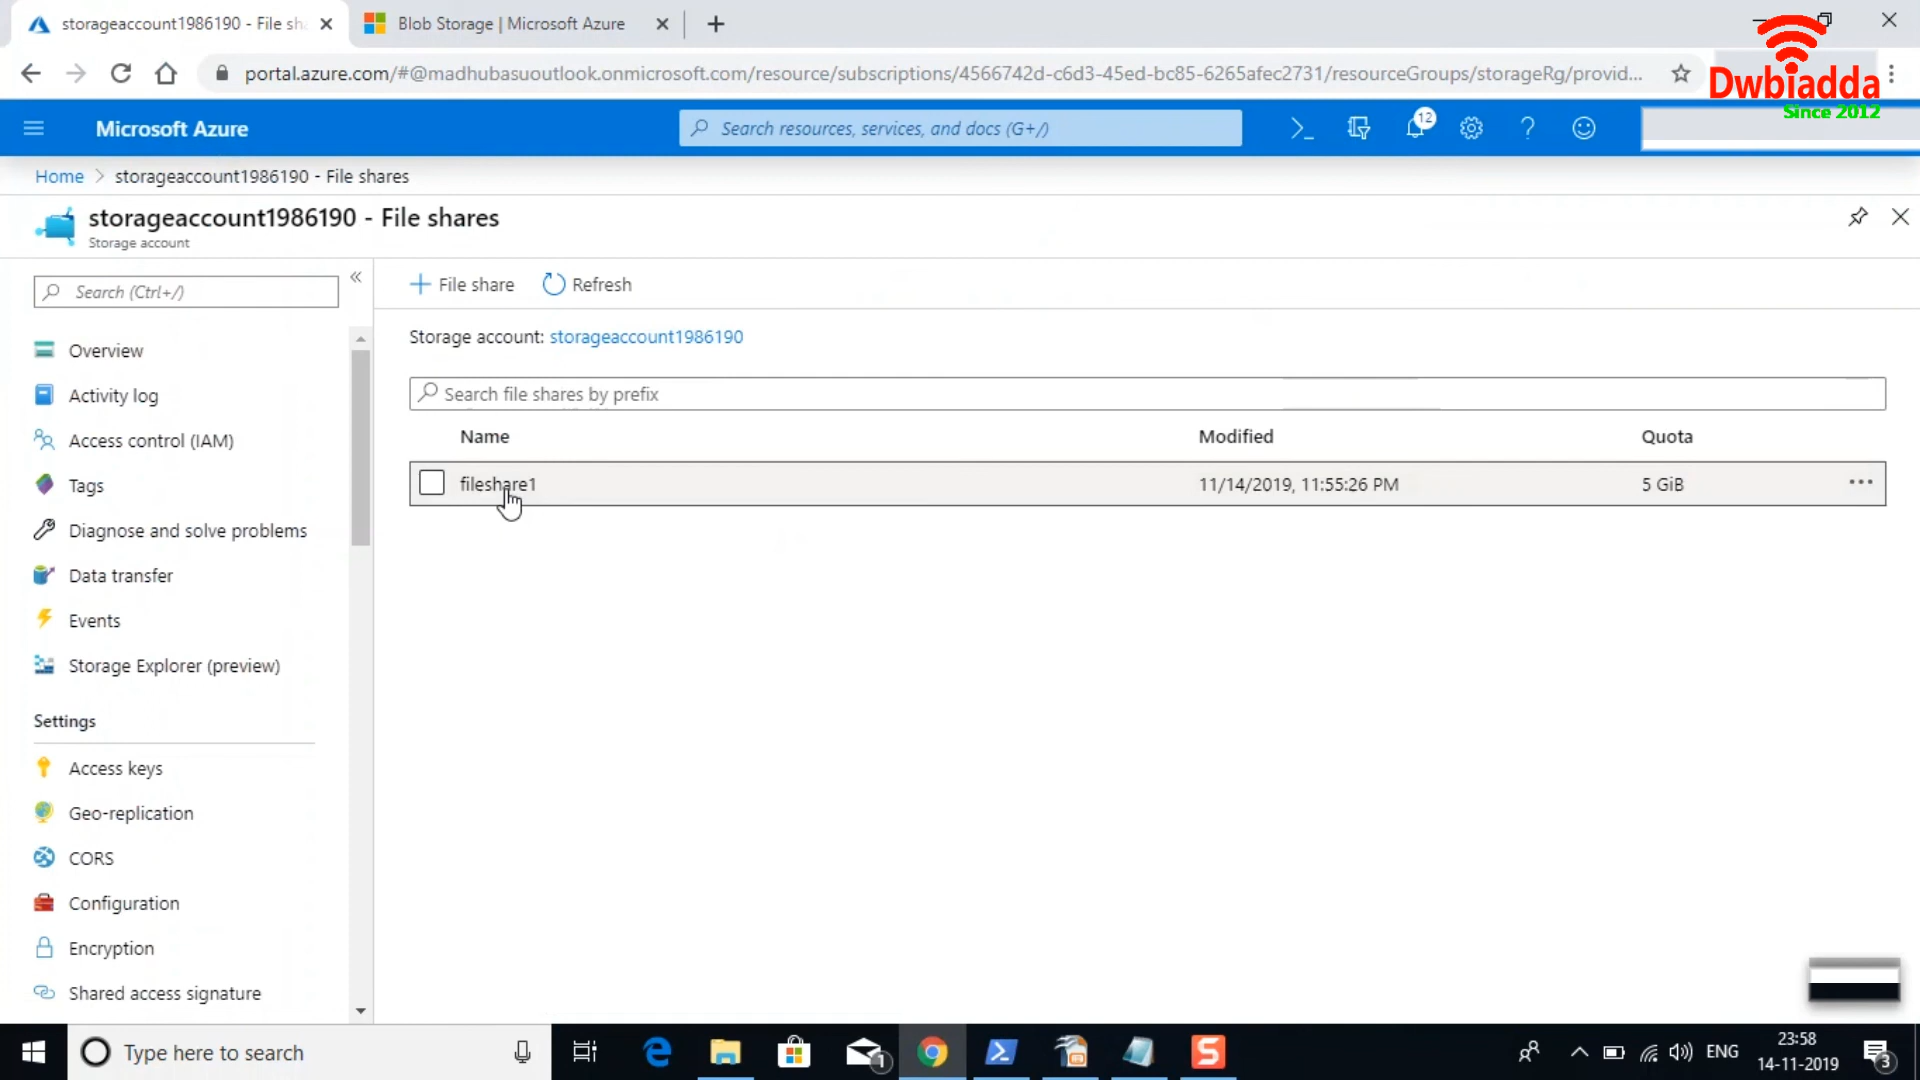 storageaccount1986190 - File sh
Blob Storage | Microsoft Azure
portal.azure.com/#@madhubasuoutlook.onmicrosoft.com/resource/subscriptions/4566742d-c6d3-45ed-bc85-6265afec2731/resourceGroups/storageRg/provid...
Dwbiadda
Since 2012
Microsoft Azure
Search resources, services, and docs (G+/)
12
Home > storageaccount1986190 - File shares
storageaccount1986190 - File shares
Storage account
Search (Ctrl+/)
Overview
Activity log
Access control (IAM)
Tags
Diagnose and solve problems
Data transfer
Events
Storage Explorer (preview)
Settings
Access keys
Geo-replication
CORS
Configuration
Encryption
Shared access signature
+ File share
Refresh
Storage account: storageaccount1986190
Search file shares by prefix
Name Modified Quota
fileshare1 11/14/2019, 11:55:26 PM 5 GiB ...
Type here to search
1
S
ENG
23:58
14-11-2019
3